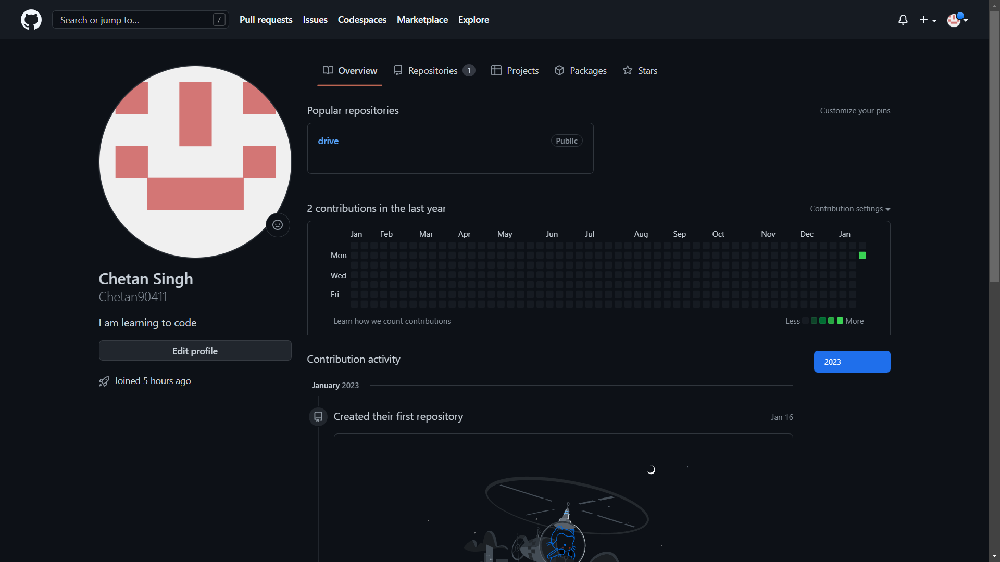 Search or jump to... /
Pull requests Issues Codespaces Marketplace Explore
Overview Repositories 1 Projects Packages Stars
Popular repositories
Customize your pins
drive Public
2 contributions in the last year
Contribution settings
Jan Feb Mar Apr May Jun Jul Aug Sep Oct Nov Dec Jan
Mon
Wed
Fri
Learn how we count contributions
Less More
Chetan Singh
Chetan90411
I am learning to code
Edit profile
Joined 5 hours ago
Contribution activity
2023
January 2023
Created their first repository
Jan 16